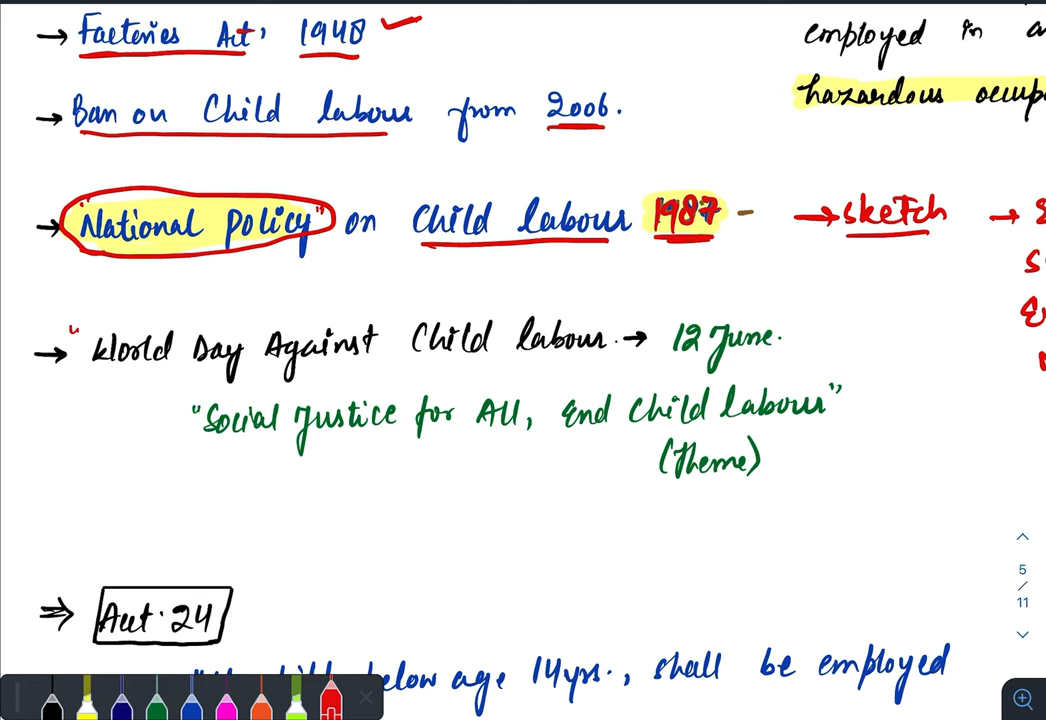 → Factories Act, 1948 ✓
employed in a
hazardous occup
→ Ban on Child labour from 2006.
→ "National Policy" on Child labour 1987 - → Sketch →
→ "World Day Against Child labour. → 12 June.
"Social Justice for All, End Child labour"
(Theme)
5
/
11
⇒ Art. 24
below age 14yrs., shall be employed